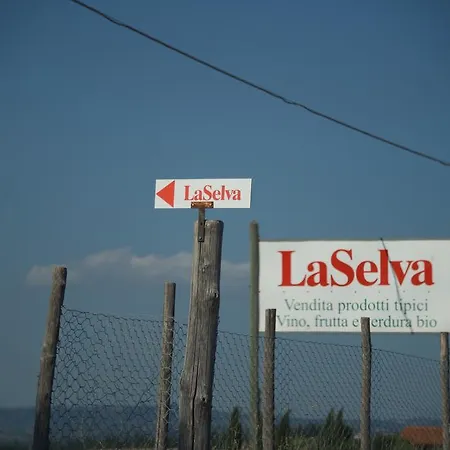 LaSelva
LaSelva
Vendita prodotti tipici
Vino, frutta e verdura bio